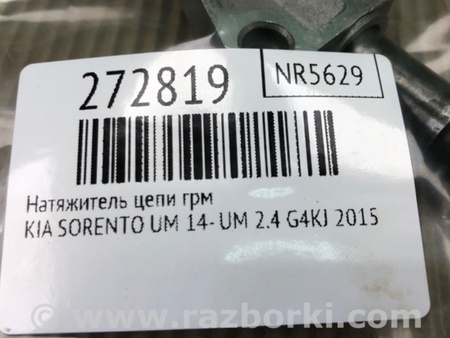 272819
NR5629
Натяжитель цепи грм
KIA SORENTO UM 14- UM 2.4 G4KJ 2015
www.razborki.com